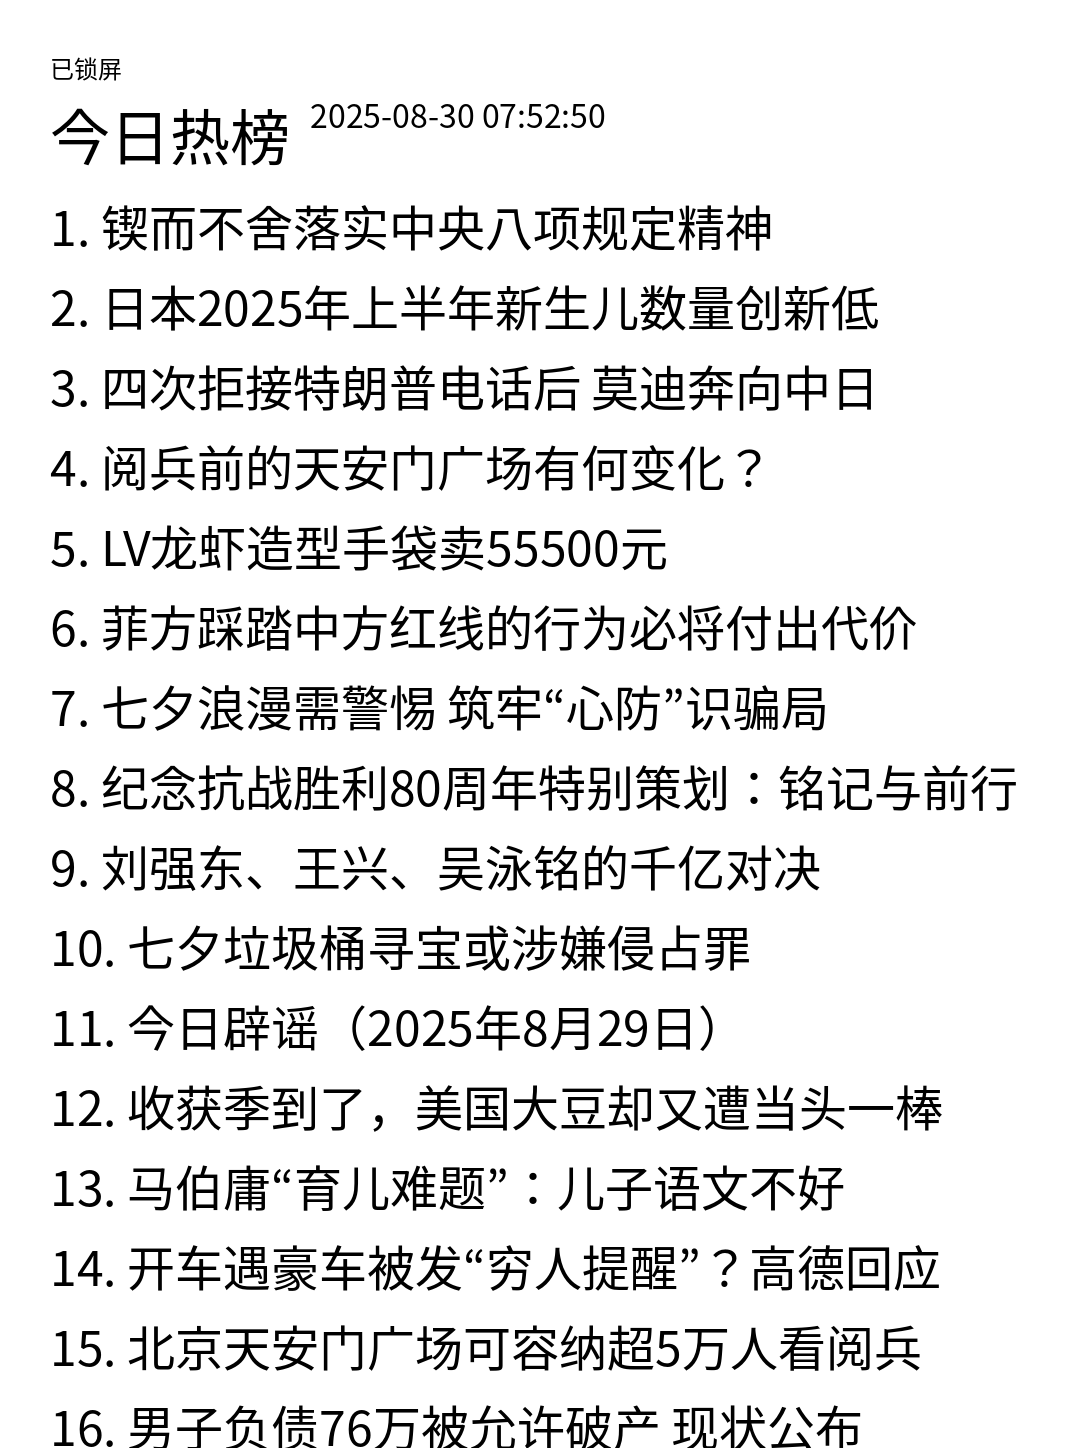 已锁屏
今日热榜 2025-08-30 07:52:50
1. 锲而不舍落实中央八项规定精神
2. 日本2025年上半年新生儿数量创新低
3. 四次拒接特朗普电话后 莫迪奔向中日
4. 阅兵前的天安门广场有何变化？
5. LV龙虾造型手袋卖55500元
6. 菲方踩踏中方红线的行为必将付出代价
7. 七夕浪漫需警惕 筑牢“心防”识骗局
8. 纪念抗战胜利80周年特别策划：铭记与前行
9. 刘强东、王兴、吴泳铭的千亿对决
10. 七夕垃圾桶寻宝或涉嫌侵占罪
11. 今日辟谣（2025年8月29日）
12. 收获季到了，美国大豆却又遭当头一棒
13. 马伯庸“育儿难题”：儿子语文不好
14. 开车遇豪车被发“穷人提醒”？高德回应
15. 北京天安门广场可容纳超5万人看阅兵
16. 男子负债76万被允许破产 现状公布